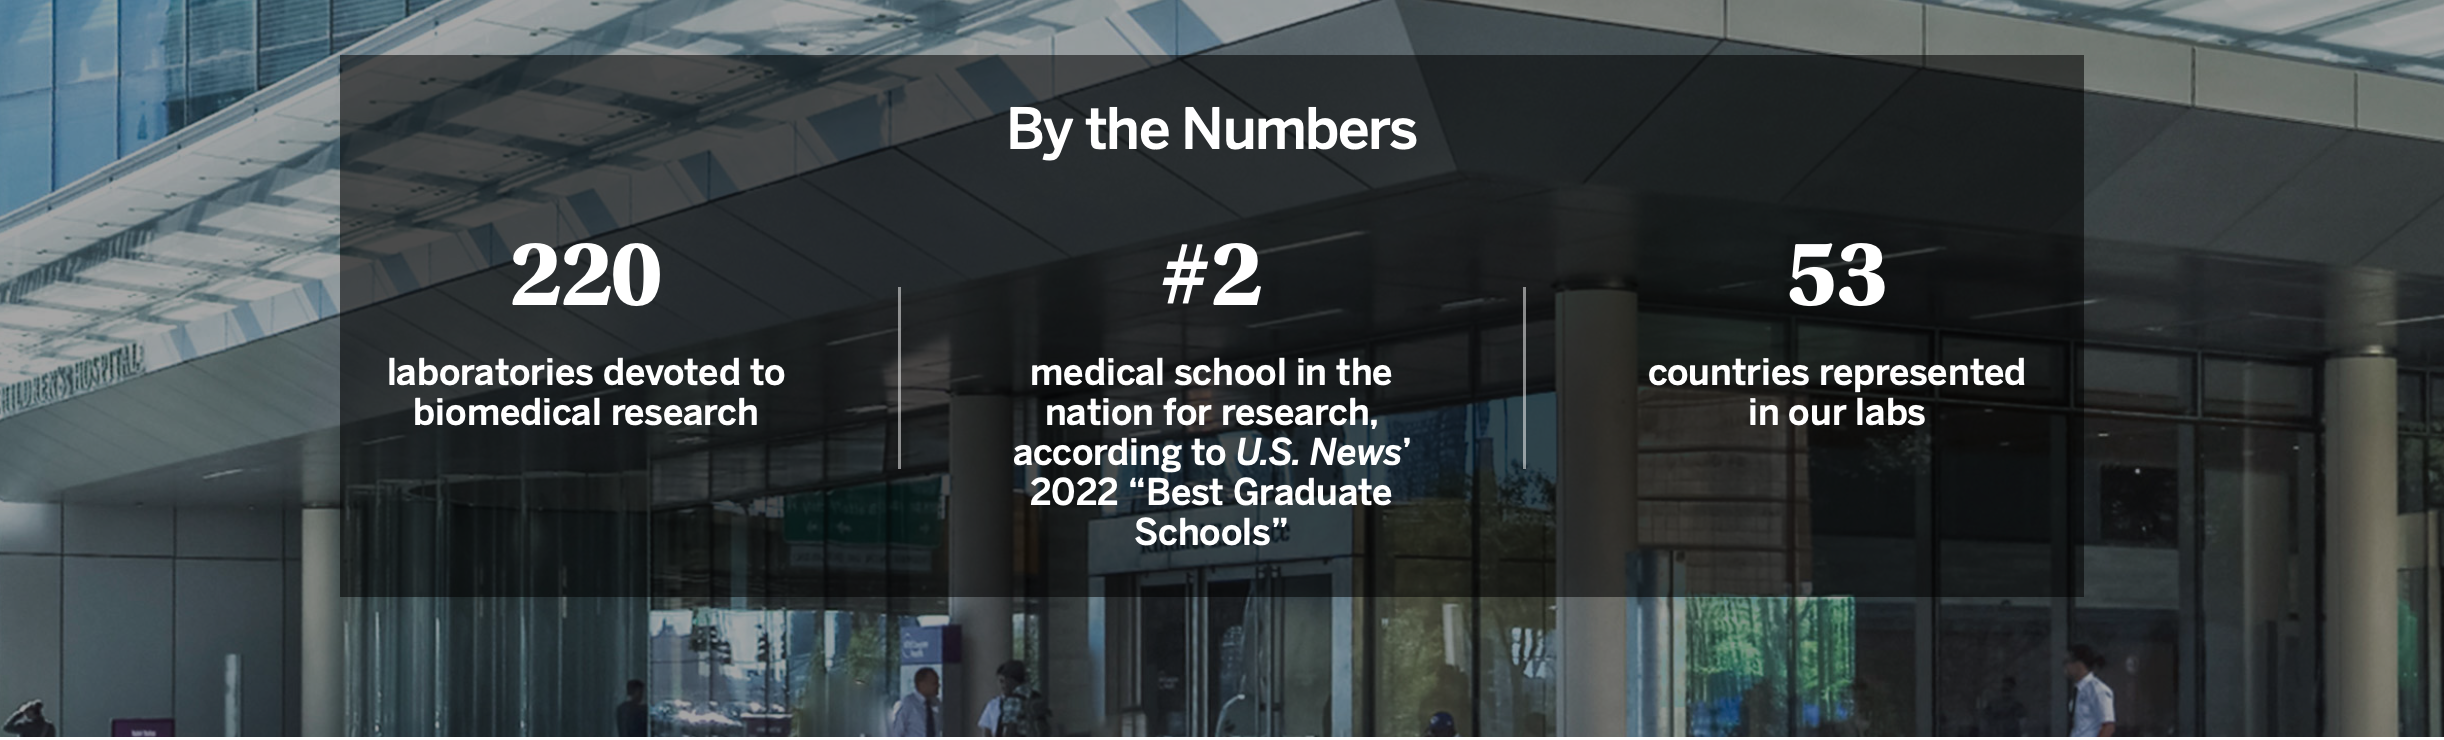 By the Numbers
220
laboratories devoted to
biomedical research
#2
medical school in the
nation for research,
according to U.S. News’
2022 “Best Graduate
Schools”
53
countries represented
in our labs
HOSPITAL